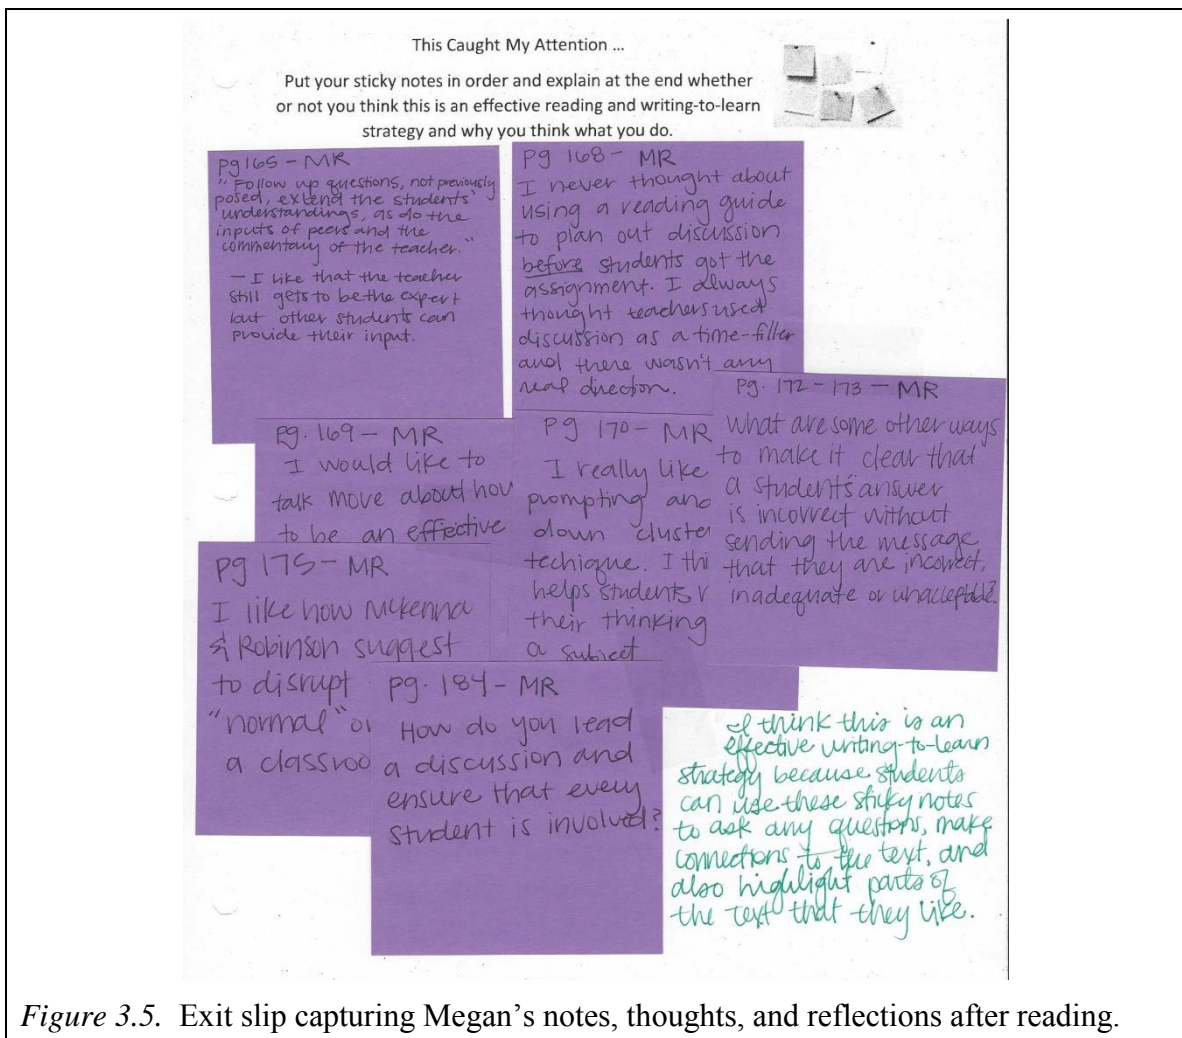 This Caught My Attention ...
Put your sticky notes in order and explain at the end whether
or not you think this is an effective reading and writing-to-learn
strategy and why you think what you do.
pg 165 - MR
"Follow up questions, not previously
posed, extend the students'
understandings, as do the
inputs of peers and the
commentary of the teacher."
- I like that the teacher
still gets to be the expert
but other students can
provide their input.
pg 168 - MR
I never thought about
using a reading guide
to plan out discussion
before students got the
assignment. I always
thought teachers used
discussion as a time-filler
and there wasn't any
real direction.
pg. 169 - MR
I would like to
talk move about how
to be an effective
pg 170 - MR
I really like
prompting and
down cluste
techique. I thi
helps students v
their thinking
a subject
pg. 172 - 173 - MR
What are some other ways
to make it clear that
a students' answer
is incorrect without
sending the message
that they are incorrect,
inadequate or unacceptable?
pg 175 - MR
I like how McKenna
& Robinson suggest
to disrupt
"normal" or
a classroo
pg. 184 - MR
How do you lead
a discussion and
ensure that every
student is involved?
I think this is an
effective writing-to-learn
strategy because students
can use these sticky notes
to ask any questions, make
connections to the text, and
also highlight parts of
the text that they like.
Figure 3.5. Exit slip capturing Megan's notes, thoughts, and reflections after reading.